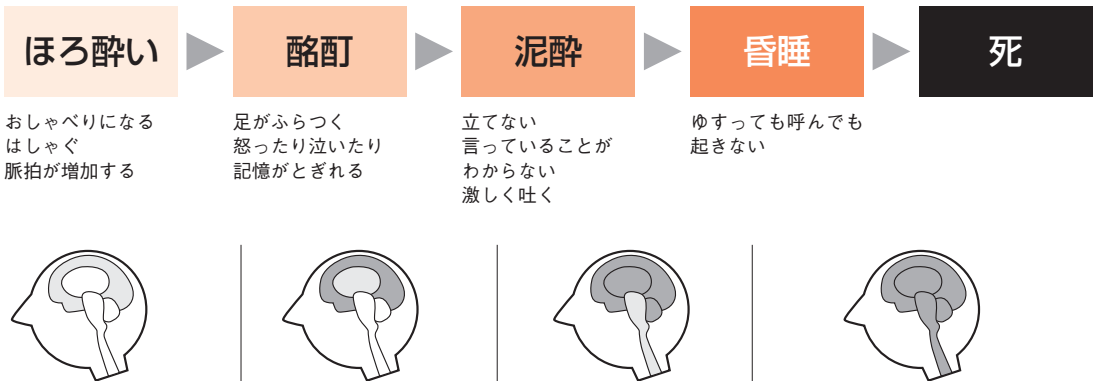 ほろ酔い
酩酊
泥酔
昏睡
死
おしゃべりになる
はしゃぐ
脈拍が増加する
足がふらつく
怒ったり泣いたり
記憶がとぎれる
立てない
言っていることが
わからない
激しく吐く
ゆすっても呼んでも
起きない